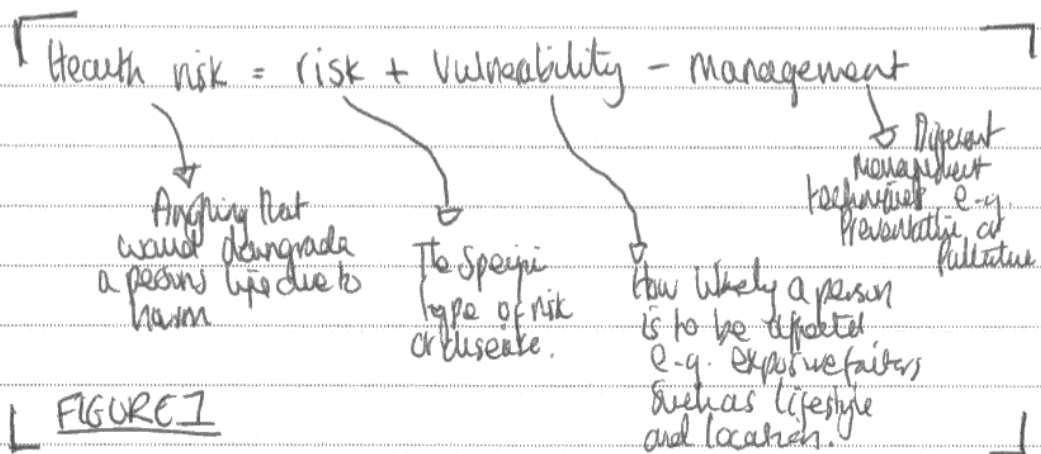 Health risk = risk + Vulnerability - Management
Anything that
would downgrade
a persons life due to
harm
The specific
type of risk
or disease.
How likely a person
is to be affected
e.g. exposure factors
such as lifestyle
and location.
Different
management
techniques e.g.
Preventative or
Palliative
FIGURE 1